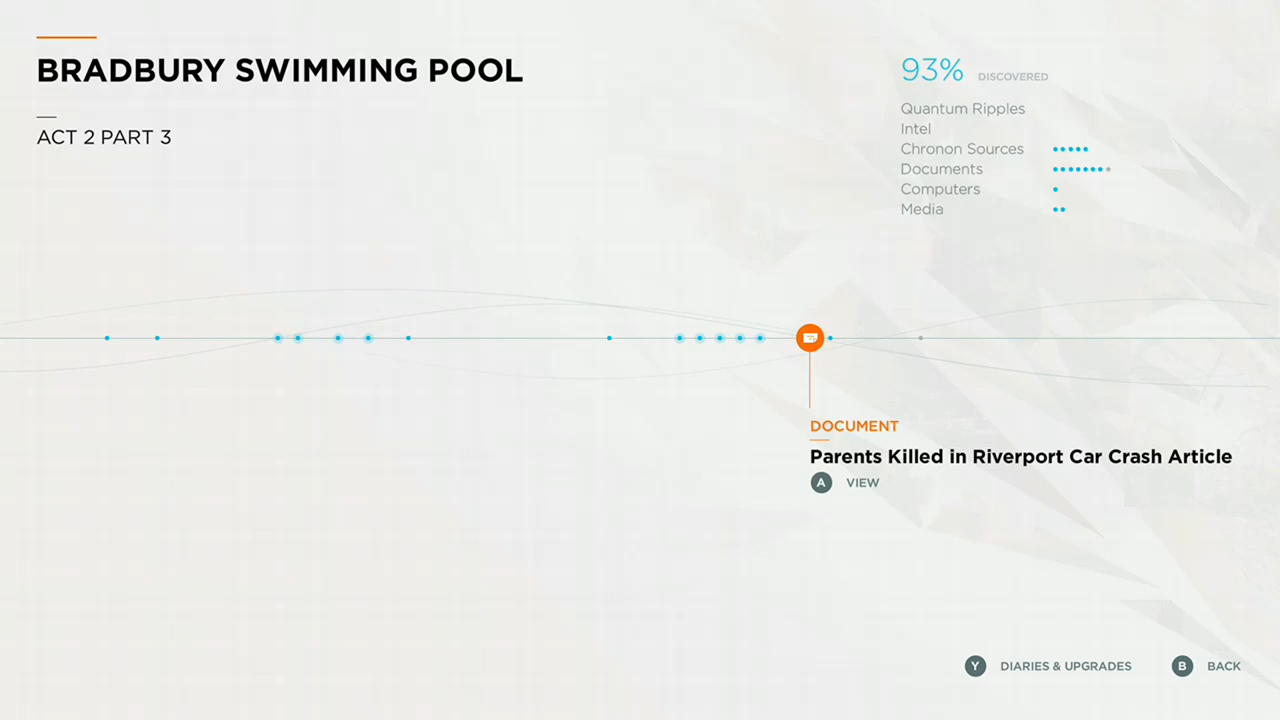 BRADBURY SWIMMING POOL
ACT 2 PART 3
93% DISCOVERED
Quantum Ripples
Intel
Chronon Sources
Documents
Computers
Media
DOCUMENT
Parents Killed in Riverport Car Crash Article
A VIEW
Y DIARIES & UPGRADES B BACK